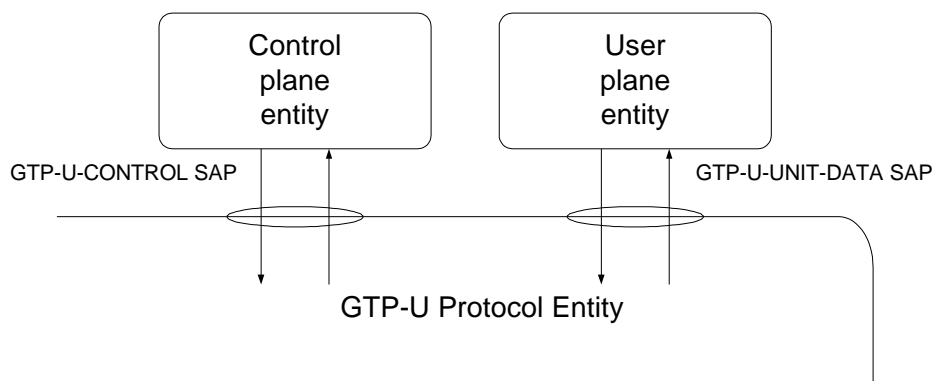 Control
plane
entity
User
plane
entity
GTP-U-CONTROL SAP
GTP-U-UNIT-DATA SAP
GTP-U Protocol Entity